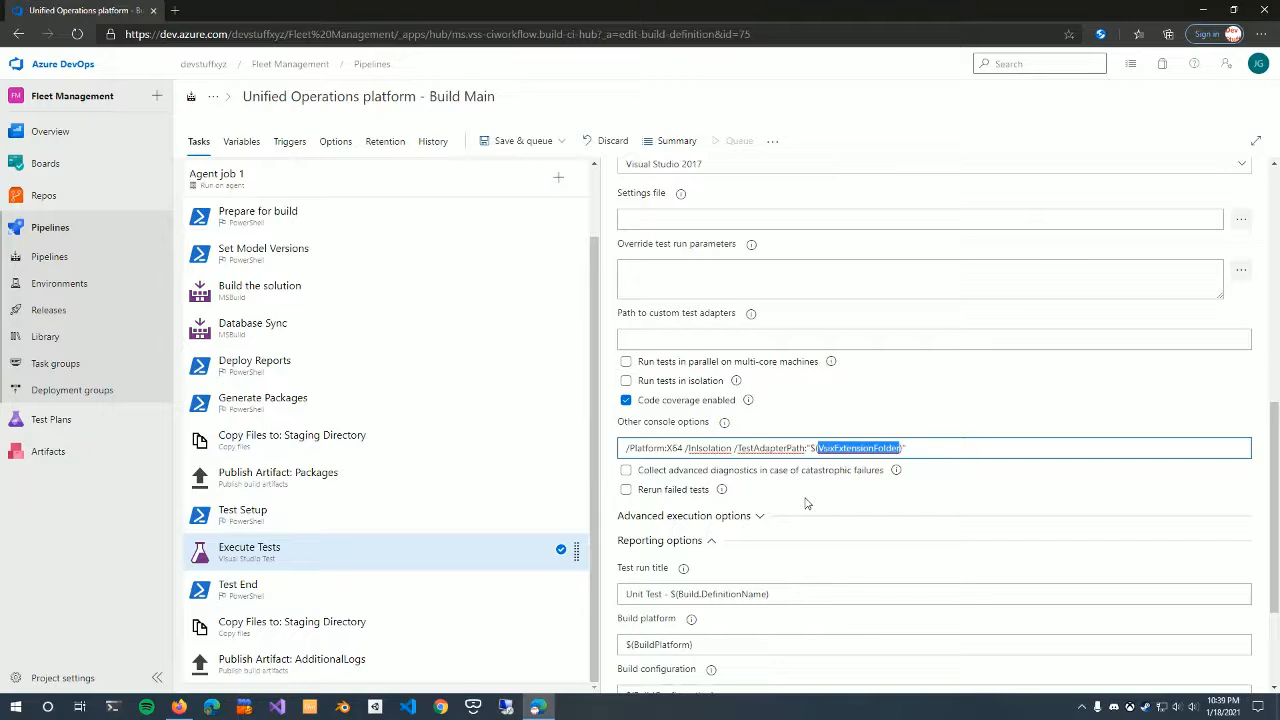 Unified Operations platform - Bu
https://dev.azure.com/devstuffxyz/Fleet%20Management/_apps/hub/ms.vss-ciworkflow.build-ci-hub?_a=edit-build-definition&id=75
Sign in
Azure DevOps
devstuffxyz / Fleet Management / Pipelines
Search
JG
FM Fleet Management
Overview
Boards
Repos
Pipelines
Pipelines
Environments
Releases
Library
Task groups
Deployment groups
Test Plans
Artifacts
Project settings
Unified Operations platform - Build Main
Tasks Variables Triggers Options Retention History Save & queue Discard Summary Queue
Agent job 1
Run on agent
Prepare for build
PowerShell
Set Model Versions
PowerShell
Build the solution
MSBuild
Database Sync
MSBuild
Deploy Reports
PowerShell
Generate Packages
PowerShell
Copy Files to: Staging Directory
Copy files
Publish Artifact: Packages
Publish build artifacts
Test Setup
PowerShell
Execute Tests
Visual Studio Test
Test End
PowerShell
Copy Files to: Staging Directory
Copy files
Publish Artifact: AdditionalLogs
Publish build artifacts
Visual Studio 2017
Settings file
Override test run parameters
Path to custom test adapters
Run tests in parallel on multi-core machines
Run tests in isolation
Code coverage enabled
Other console options
/Platform:X64 /InIsolation /TestAdapterPath:"$(VsixExtensionFolder)"
Collect advanced diagnostics in case of catastrophic failures
Rerun failed tests
Advanced execution options
Reporting options
Test run title
Unit Test - $(Build.DefinitionName)
Build platform
$(BuildPlatform)
Build configuration
10:39 PM
1/18/2021